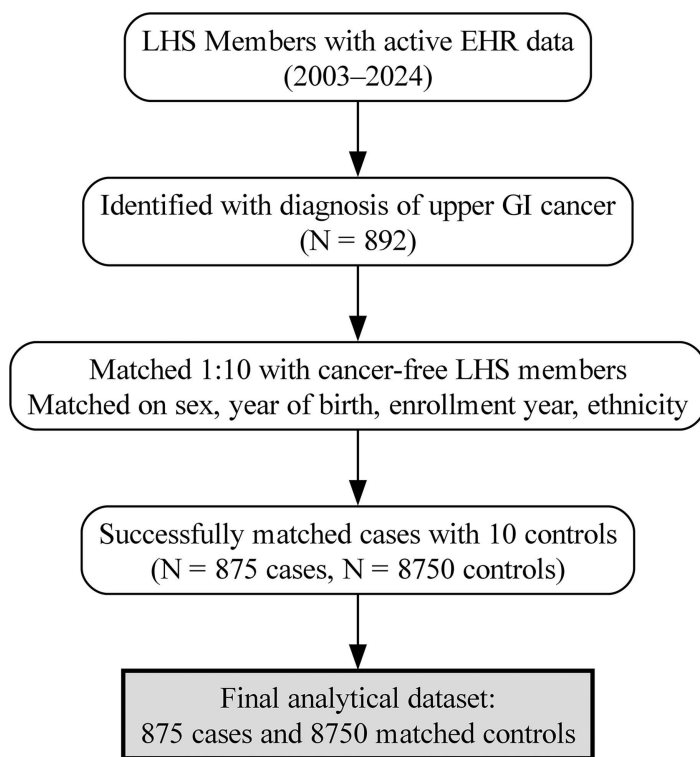 LHS Members with active EHR data
(2003–2024)
Identified with diagnosis of upper GI cancer
(N = 892)
Matched 1:10 with cancer-free LHS members
Matched on sex, year of birth, enrollment year, ethnicity
Successfully matched cases with 10 controls
(N = 875 cases, N = 8750 controls)
Final analytical dataset:
875 cases and 8750 matched controls